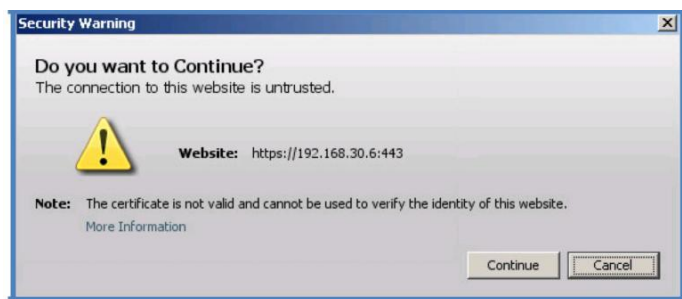 Security Warning
Do you want to Continue?
The connection to this website is untrusted.
Website: https://192.168.30.6:443
Note: The certificate is not valid and cannot be used to verify the identity of this website.
More Information
Continue Cancel